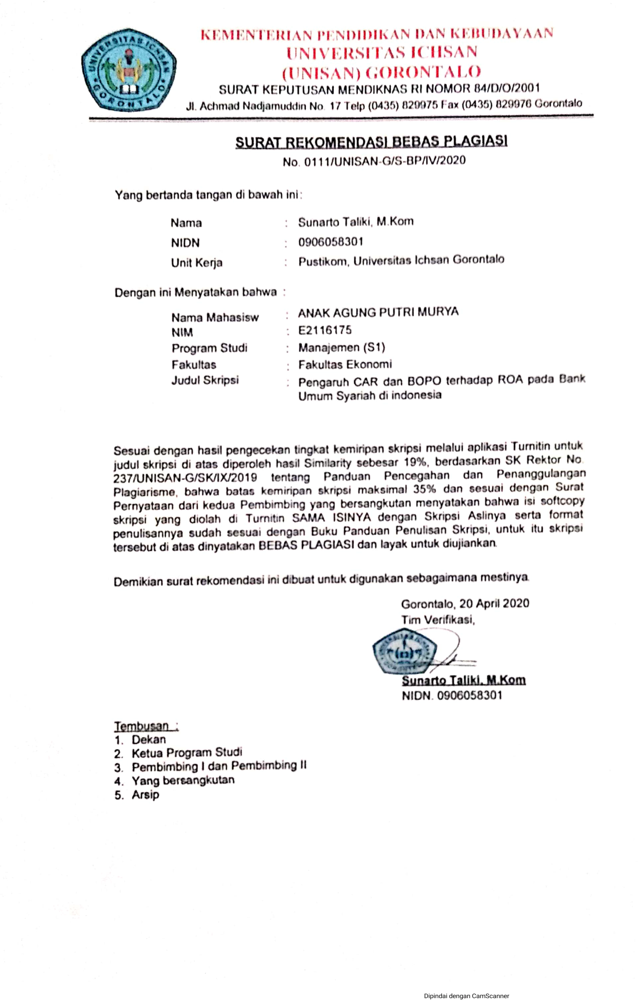 UNIVERSITAS ICHSAN
GORONTALO
KEMENTERIAN PENDIDIKAN DAN KEBUDAYAAN
UNIVERSITAS ICHSAN
(UNISAN) GORONTALO
SURAT KEPUTUSAN MENDIKNAS RI NOMOR 84/D/O/2001
Jl. Achmad Nadjamuddin No. 17 Telp (0435) 829975 Fax (0435) 829976 Gorontalo
SURAT REKOMENDASI BEBAS PLAGIASI
No. 0111/UNISAN-G/S-BP/IV/2020
Yang bertanda tangan di bawah ini:
Nama : Sunarto Taliki, M.Kom
NIDN : 0906058301
Unit Kerja : Pustikom, Universitas Ichsan Gorontalo
Dengan ini Menyatakan bahwa :
Nama Mahasisw : ANAK AGUNG PUTRI MURYA
NIM : E2116175
Program Studi : Manajemen (S1)
Fakultas : Fakultas Ekonomi
Judul Skripsi : Pengaruh CAR dan BOPO terhadap ROA pada Bank
Umum Syariah di indonesia
Sesuai dengan hasil pengecekan tingkat kemiripan skripsi melalui aplikasi Turnitin untuk
judul skripsi di atas diperoleh hasil Similarity sebesar 19%, berdasarkan SK Rektor No.
237/UNISAN-G/SK/IX/2019 tentang Panduan Pencegahan dan Penanggulangan
Plagiarisme, bahwa batas kemiripan skripsi maksimal 35% dan sesuai dengan Surat
Pernyataan dari kedua Pembimbing yang bersangkutan menyatakan bahwa isi softcopy
skripsi yang diolah di Turnitin SAMA ISINYA dengan Skripsi Aslinya serta format
penulisannya sudah sesuai dengan Buku Panduan Penulisan Skripsi, untuk itu skripsi
tersebut di atas dinyatakan BEBAS PLAGIASI dan layak untuk diujiankan.
Demikian surat rekomendasi ini dibuat untuk digunakan sebagaimana mestinya.
Gorontalo, 20 April 2020
Tim Verifikasi,
Sunarto Taliki, M.Kom
NIDN. 0906058301
Tembusan :
1. Dekan
2. Ketua Program Studi
3. Pembimbing I dan Pembimbing II
4. Yang bersangkutan
5. Arsip
Dipindai dengan CamScanner